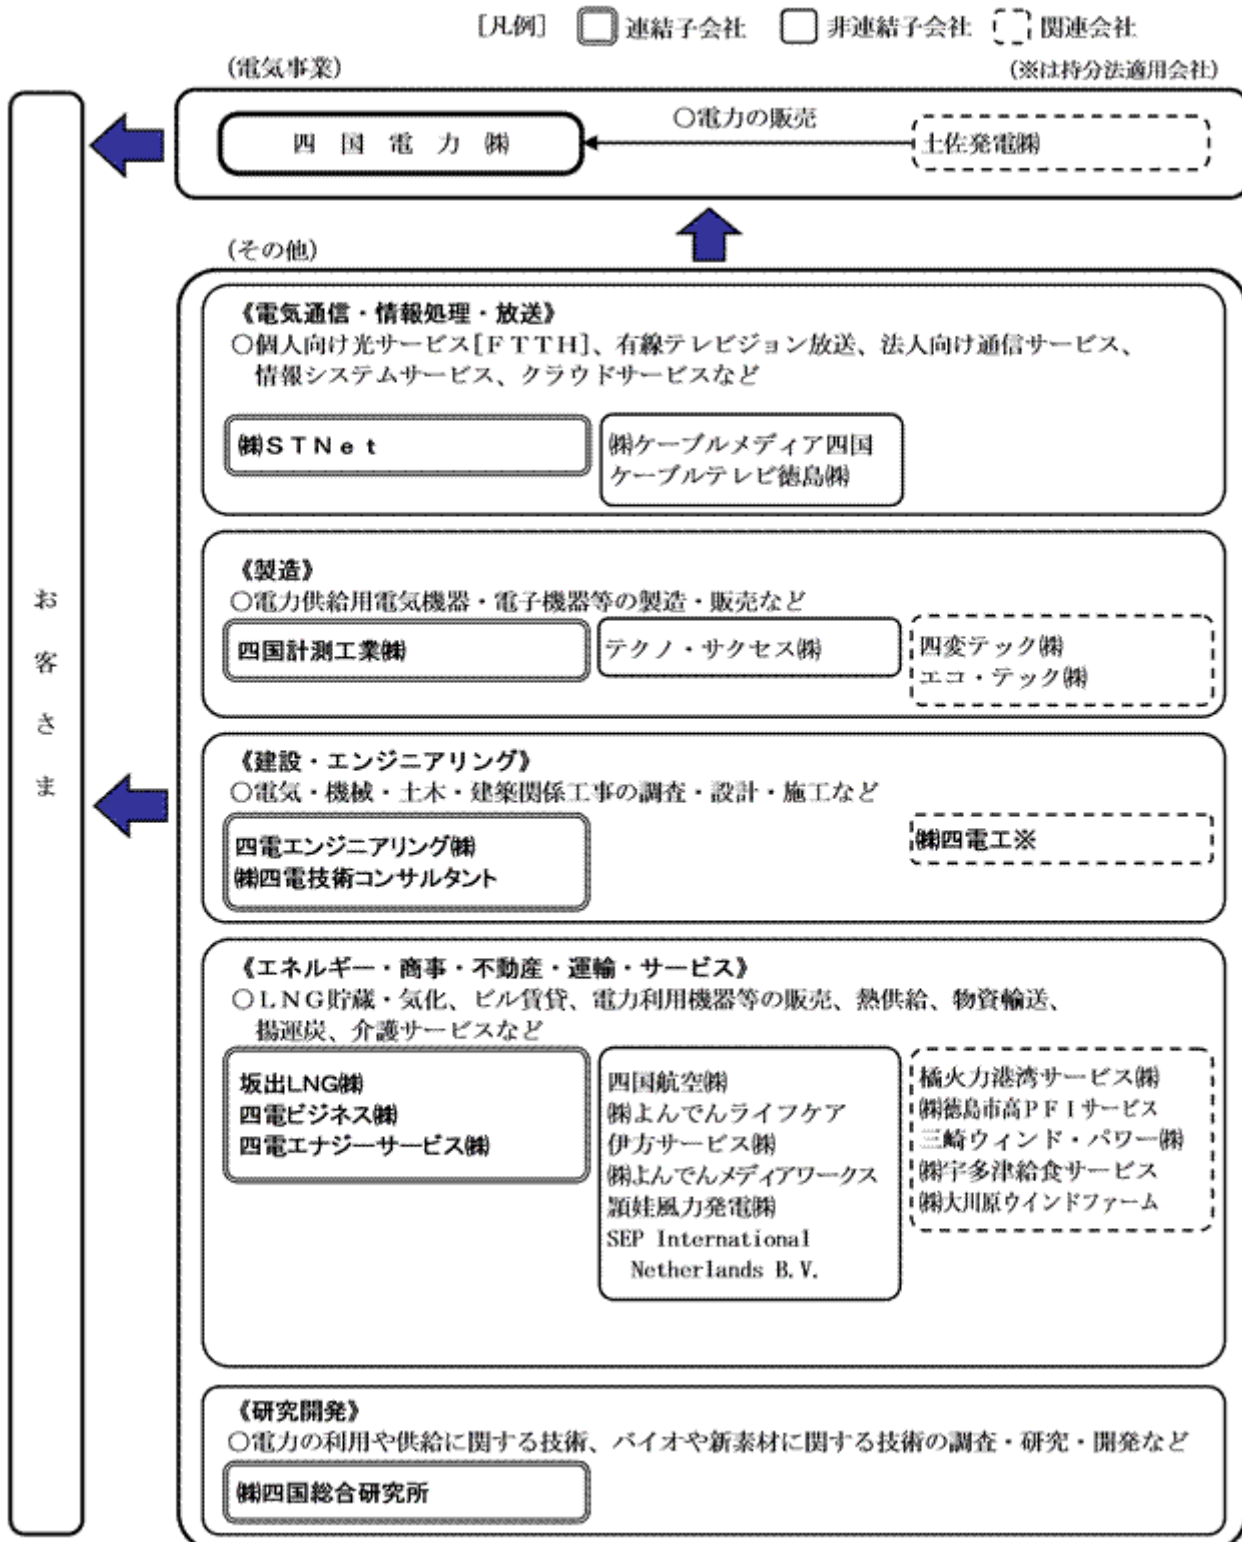 [凡例] 連結子会社 非連結子会社 関連会社
(電気事業) (※は持分法適用会社)
四国電力㈱ ○電力の販売 土佐発電㈱
(その他)
《電気通信・情報処理・放送》
○個人向け光サービス[FTTH]、有線テレビジョン放送、法人向け通信サービス、
情報システムサービス、クラウドサービスなど
㈱STNet
㈱ケーブルメディア四国
ケーブルテレビ徳島㈱
《製造》
○電力供給用電気機器・電子機器等の製造・販売など
四国計測工業㈱
テクノ・サクセス㈱
四変テック㈱
エコ・テック㈱
《建設・エンジニアリング》
○電気・機械・土木・建築関係工事の調査・設計・施工など
四電エンジニアリング㈱
㈱四電技術コンサルタント
㈱四電工※
《エネルギー・商事・不動産・運輸・サービス》
○LNG貯蔵・気化、ビル賃貸、電力利用機器等の販売、熱供給、物資輸送、
揚運炭、介護サービスなど
坂出LNG㈱
四電ビジネス㈱
四電エナジーサービス㈱
四国航空㈱
㈱よんでんライフケア
伊方サービス㈱
㈱よんでんメディアワークス
頴娃風力発電㈱
SEP International
Netherlands B.V.
橘火力港湾サービス㈱
㈱徳島市高PFIサービス
三崎ウィンド・パワー㈱
㈱宇多津給食サービス
㈱大川原ウインドファーム
《研究開発》
○電力の利用や供給に関する技術、バイオや新素材に関する技術の調査・研究・開発など
㈱四国総合研究所
お客さま